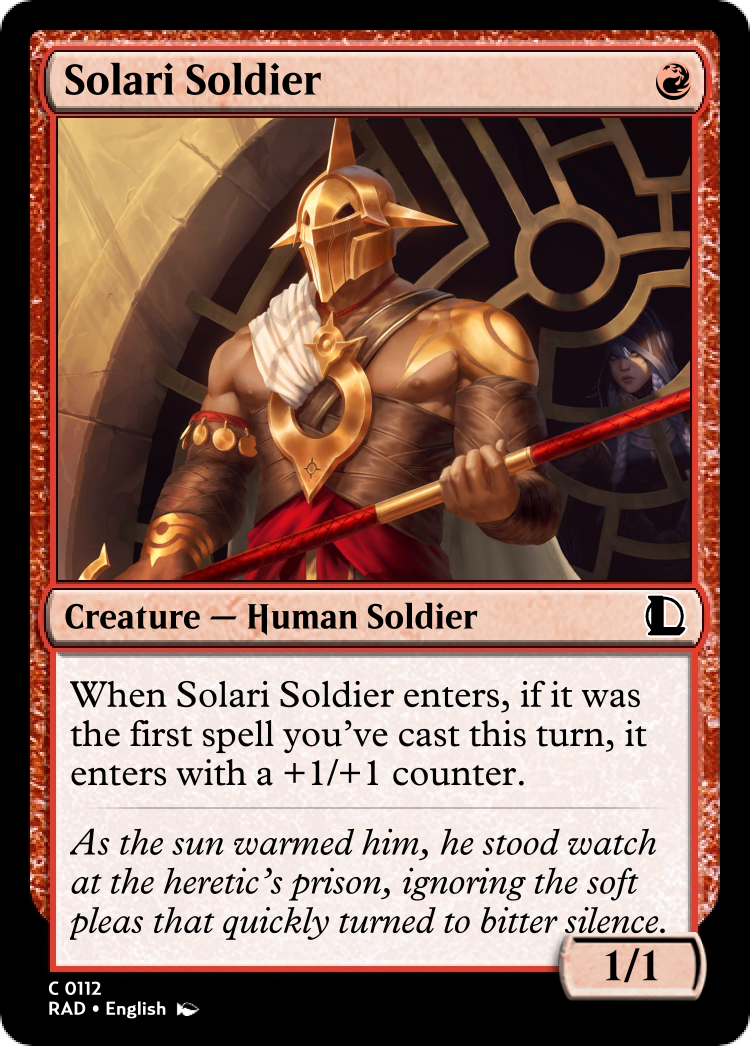 Solari Soldier
Creature — Human Soldier
When Solari Soldier enters, if it was
the first spell you've cast this turn, it
enters with a +1/+1 counter.
As the sun warmed him, he stood watch
at the heretic's prison, ignoring the soft
pleas that quickly turned to bitter silence.
1/1
C 0112
RAD • English